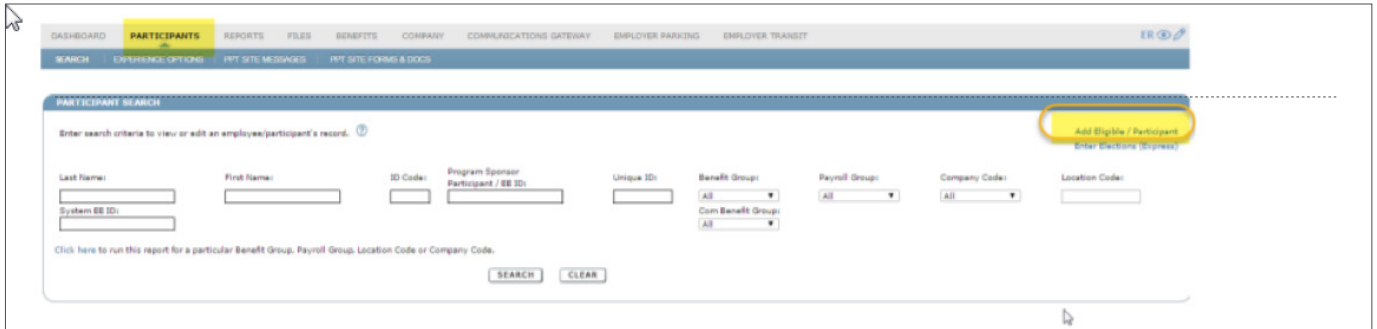 DASHBOARD PARTICIPANTS REPORTS FILES BENEFITS COMPANY COMMUNICATIONS GATEWAY EMPLOYER PARKING EMPLOYER TRANSIT ER
SEARCH EXPERIENCE OPTIONS PPT SITE MESSAGES PPT SITE FORMS & DOCS
PARTICIPANT SEARCH
Enter search criteria to view or edit an employee/participant's record. ?
Add Eligible / Participant
Enter Elections (Express)
Last Name: First Name: ID Code: Program Sponsor Participant / EE ID: Unique ID: Benefit Group: Payroll Group: Company Code: Location Code:
All All All
System EE ID: Com Benefit Group:
All
Click here to run this report for a particular Benefit Group, Payroll Group, Location Code or Company Code.
SEARCH CLEAR